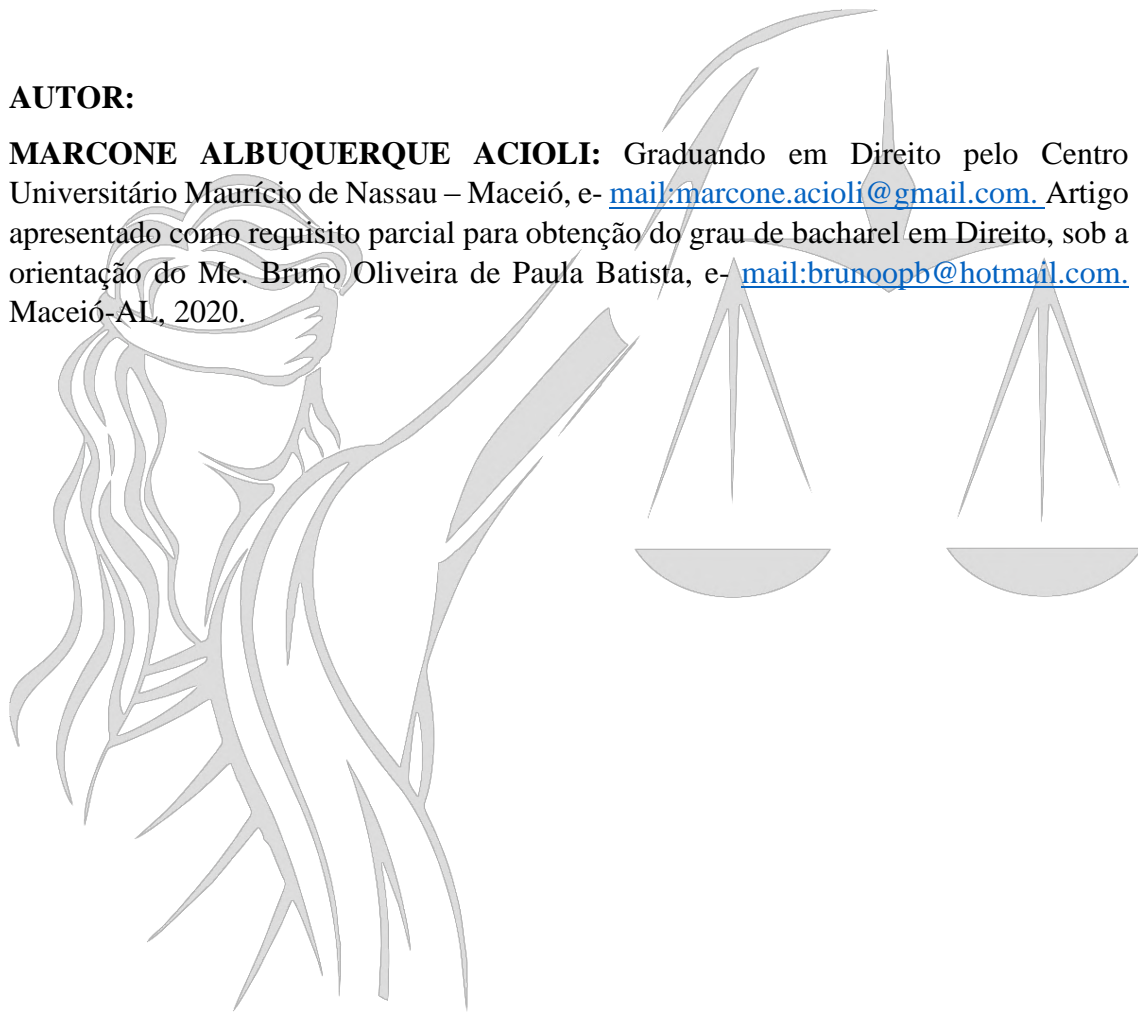 AUTOR:
MARCONE ALBUQUERQUE ACIOLI: Graduando em Direito pelo Centro
Universitário Maurício de Nassau – Maceió, e- mail:marcone.acioli@gmail.com. Artigo
apresentado como requisito parcial para obtenção do grau de bacharel em Direito, sob a
orientação do Me. Bruno Oliveira de Paula Batista, e- mail:brunoopb@hotmail.com.
Maceió-AL, 2020.